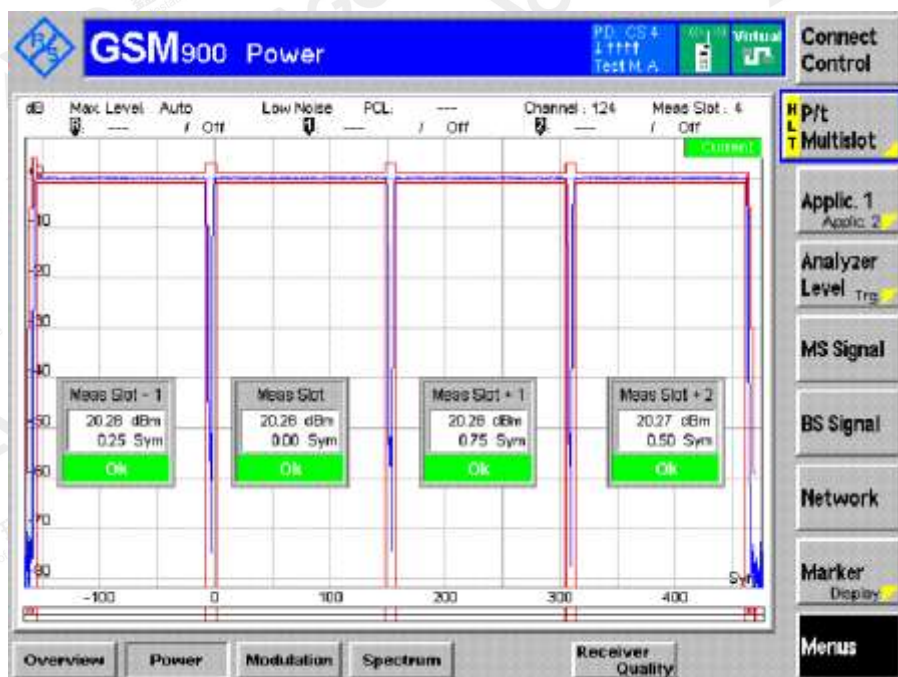 R S
GSM900 Power
PD: CS 4
Test M. A
Virtual
Connect Control
dB Max. Level Auto Low Noise PCL: --- Channel : 124 Meas Slot : 4
0: --- / Off 1: --- / Off 2: --- / Off
Current
H L T
P/t Multislot
-10
Applic. 1
Applic. 2
-20
Analyzer Level Trg.
-30
MS Signal
-40
Meas Slot - 1 Meas Slot Meas Slot + 1 Meas Slot + 2
-50 20.28 dBm 20.26 dBm 20.26 dBm 20.27 dBm
0.25 Sym 0.00 Sym 0.75 Sym 0.50 Sym
Ok Ok Ok Ok
BS Signal
-60
Network
-70
-80
Sym
Marker
Display
-100 0 100 200 300 400
Overview Power Modulation Spectrum Receiver Quality
Menus